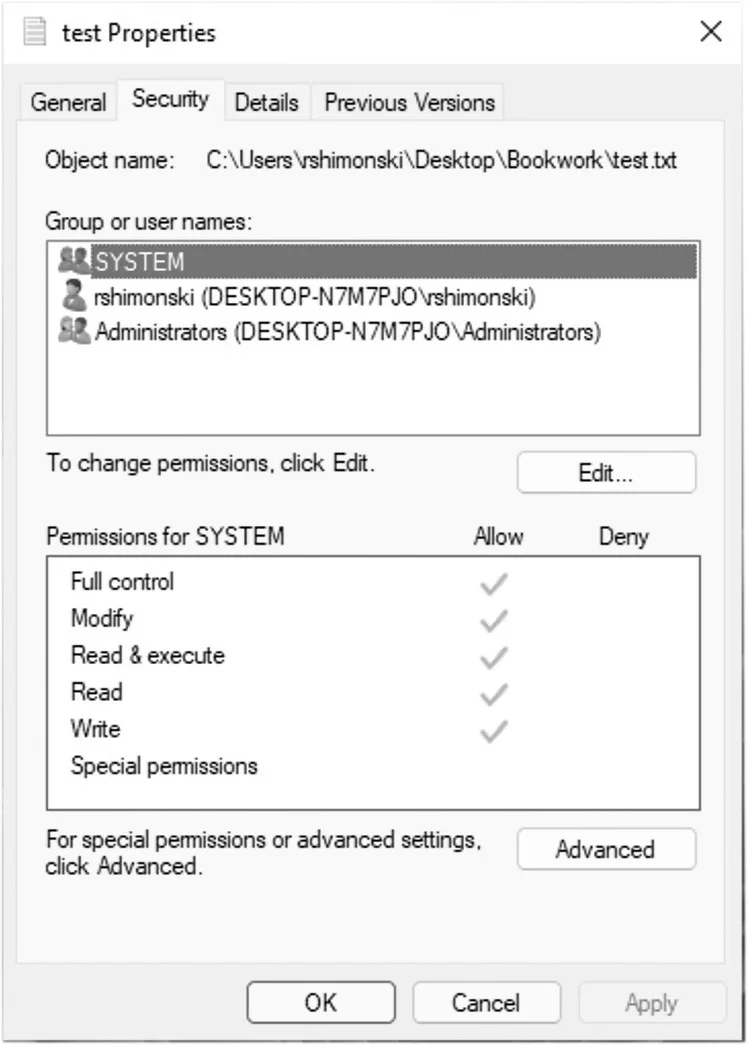 test Properties
General Security Details Previous Versions
Object name: C:\Users\rshimonski\Desktop\Bookwork\test.txt
Group or user names:
SYSTEM
rshimonski (DESKTOP-N7M7PJO\rshimonski)
Administrators (DESKTOP-N7M7PJO\Administrators)
To change permissions, click Edit.
Edit...
Permissions for SYSTEM Allow Deny
Full control
Modify
Read & execute
Read
Write
Special permissions
For special permissions or advanced settings,
click Advanced.
Advanced
OK Cancel Apply